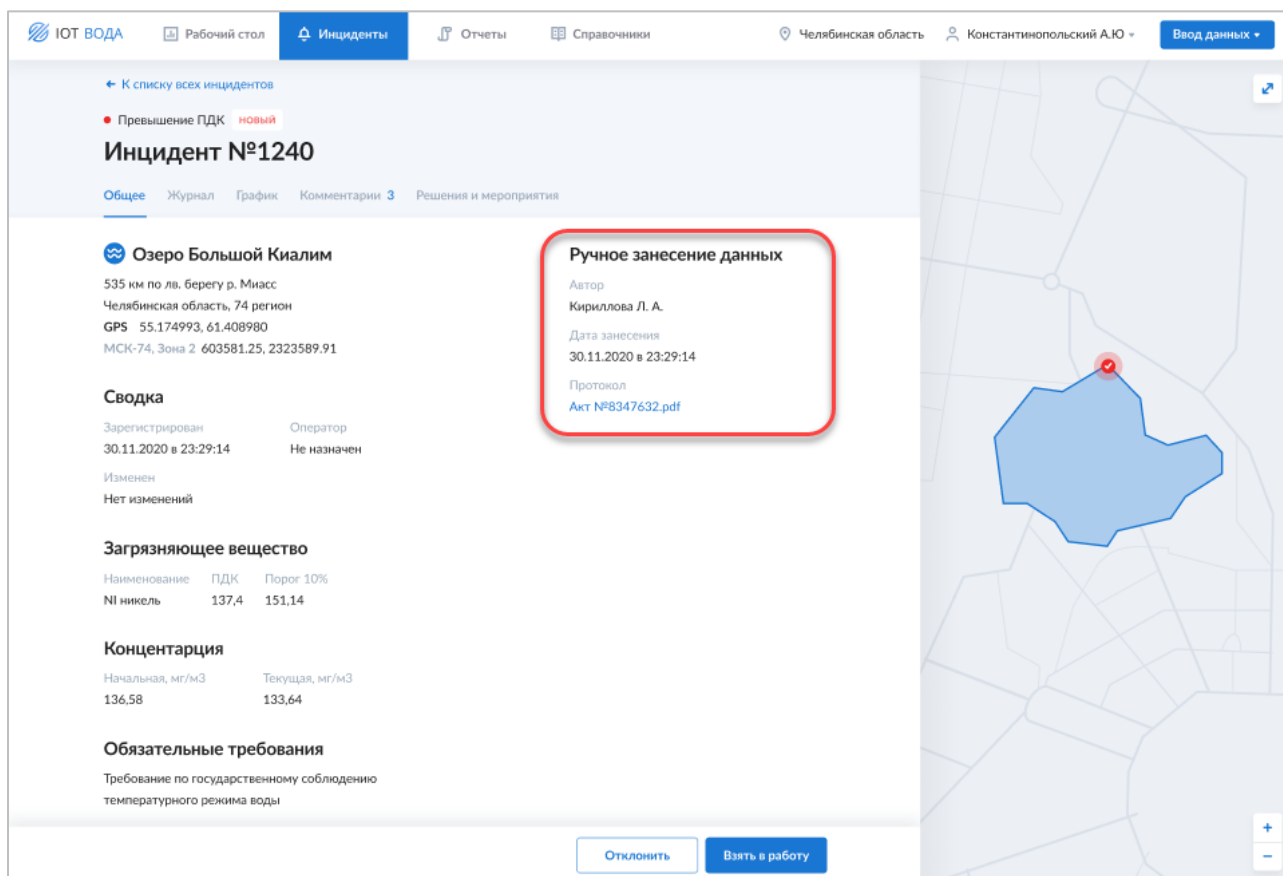 IOT ВОДА
Рабочий стол
Инциденты
Отчеты
Справочники
Челябинская область
Константинопольский А.Ю
Ввод данных
К списку всех инцидентов
Превышение ПДК новый
Инцидент №1240
Общее Журнал График Комментарии 3 Решения и мероприятия
Озеро Большой Киалим
535 км по лв. берегу р. Миасс
Челябинская область, 74 регион
GPS 55.174993, 61.408980
МСК-74, Зона 2 603581.25, 2323589.91
Сводка
Зарегистрирован Оператор
30.11.2020 в 23:29:14 Не назначен
Изменен
Нет изменений
Загрязняющее вещество
Наименование ПДК Порог 10%
NI никель 137,4 151,14
Концентарция
Начальная, мг/м3 Текущая, мг/м3
136,58 133,64
Обязательные требования
Требование по государственному соблюдению
температурного режима воды
Ручное занесение данных
Автор
Кириллова Л. А.
Дата занесения
30.11.2020 в 23:29:14
Протокол
Акт №8347632.pdf
Отклонить
Взять в работу
+
−